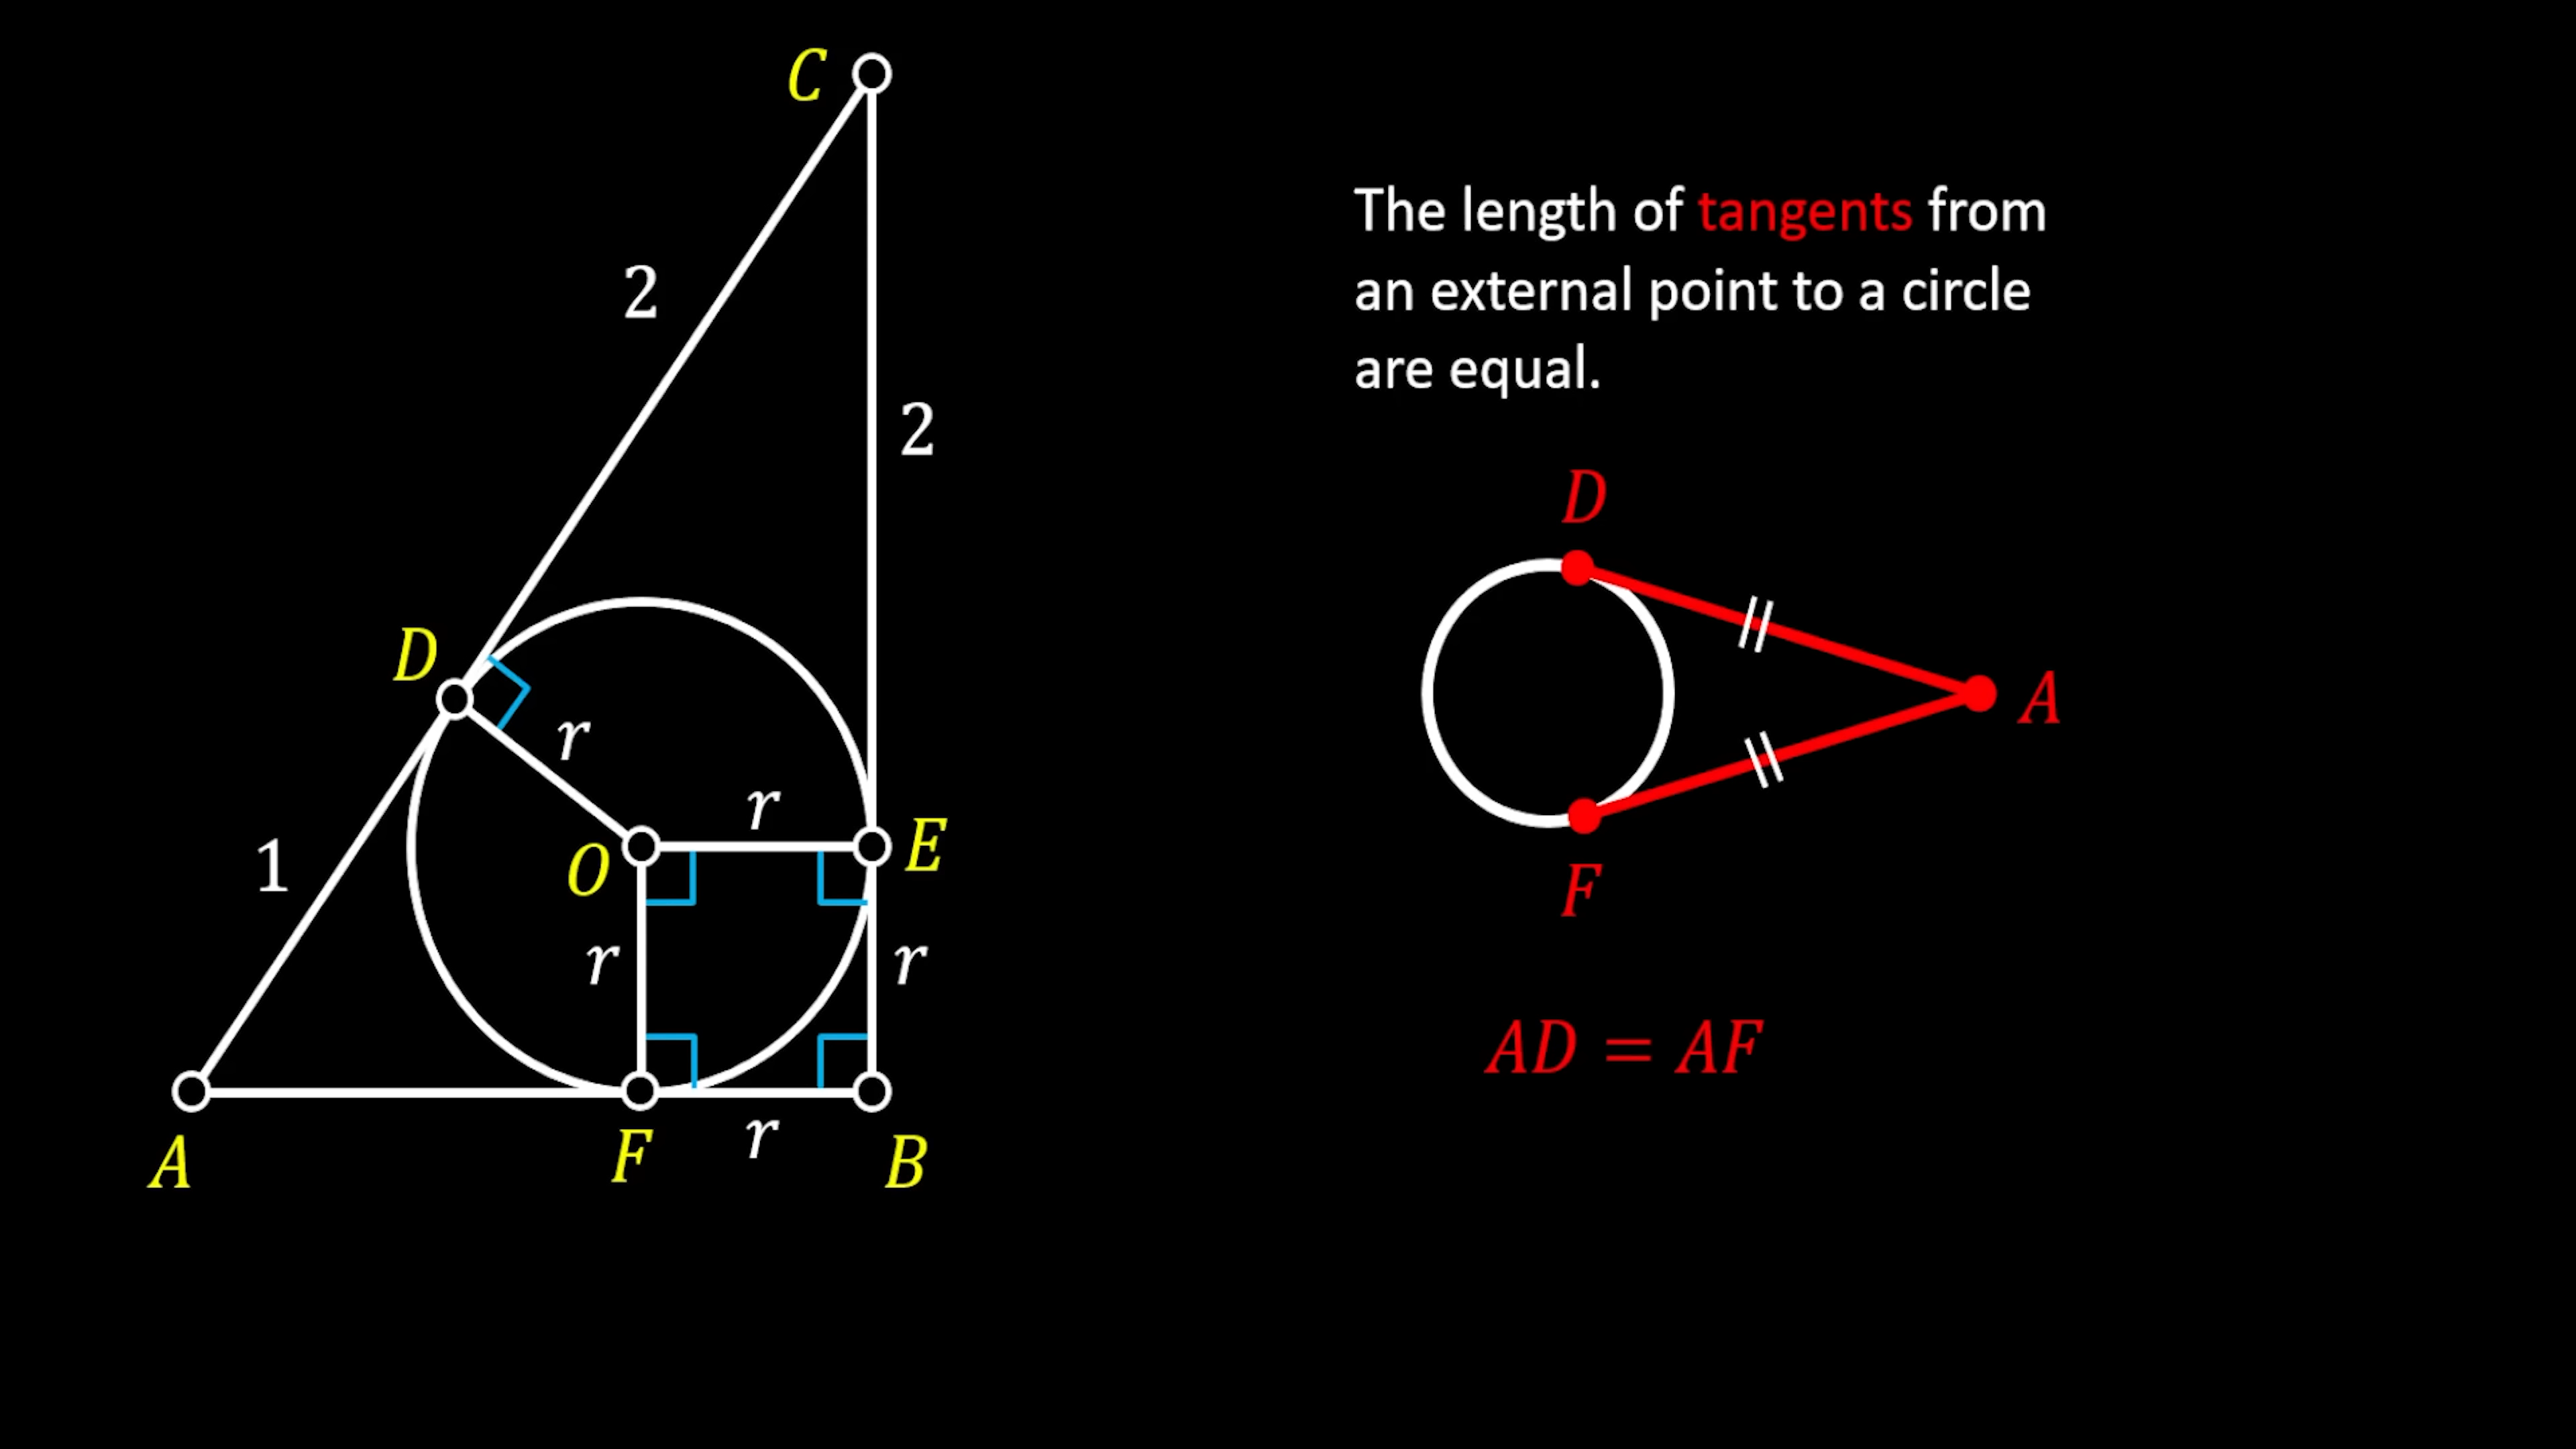 C
2
2
D
r
r
E
O
1
r
r
A
F
r
B
The length of tangents from
an external point to a circle
are equal.
D
A
F
AD = AF